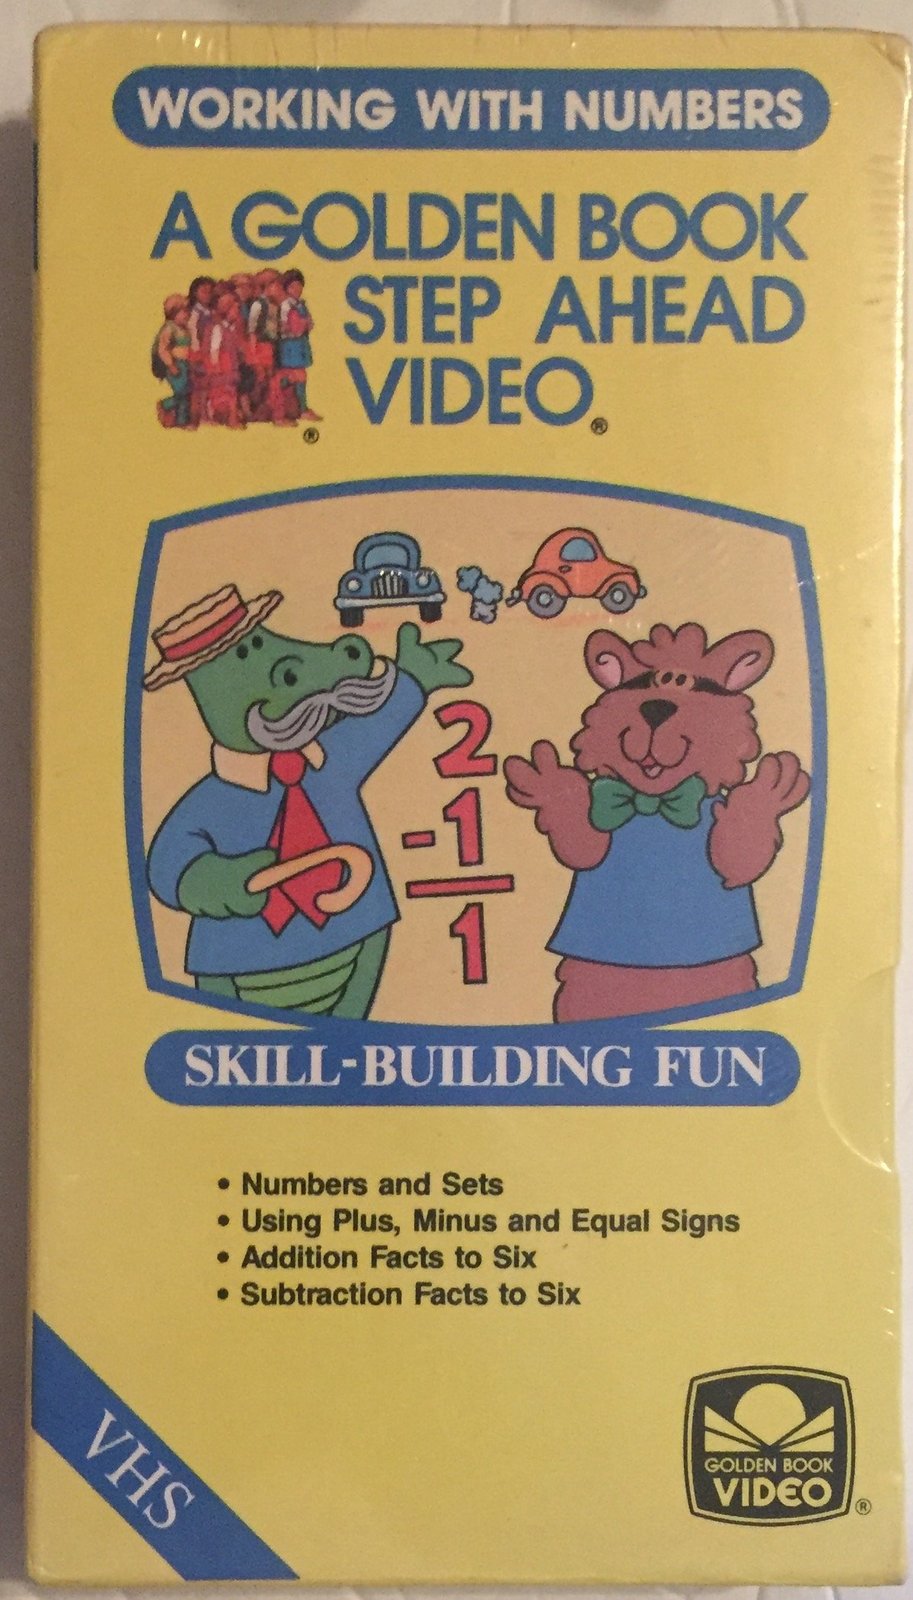 WORKING WITH NUMBERS
A GOLDEN BOOK
STEP AHEAD
VIDEO®
®
2
-1
1
SKILL-BUILDING FUN
• Numbers and Sets
• Using Plus, Minus and Equal Signs
• Addition Facts to Six
• Subtraction Facts to Six
VHS
GOLDEN BOOK
VIDEO®